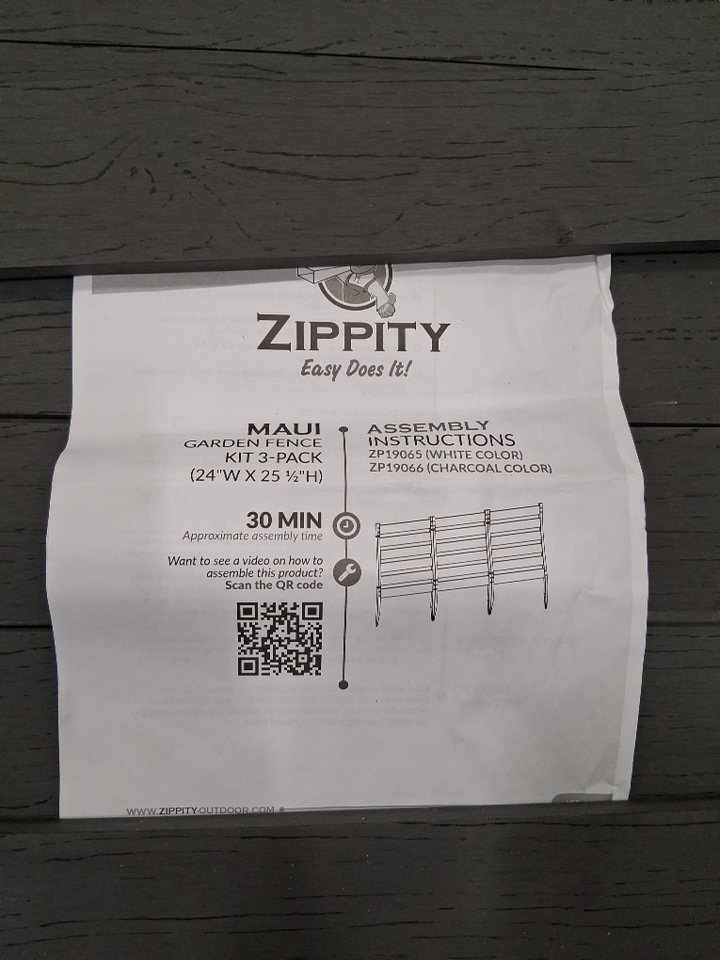 ZIPPITY
Easy Does It!
MAUI
GARDEN FENCE
KIT 3-PACK
(24"W X 25 ½"H)
30 MIN
Approximate assembly time
Want to see a video on how to
assemble this product?
Scan the QR code
ASSEMBLY
INSTRUCTIONS
ZP19065 (WHITE COLOR)
ZP19066 (CHARCOAL COLOR)
WWW.ZIPPITY-OUTDOOR.COM